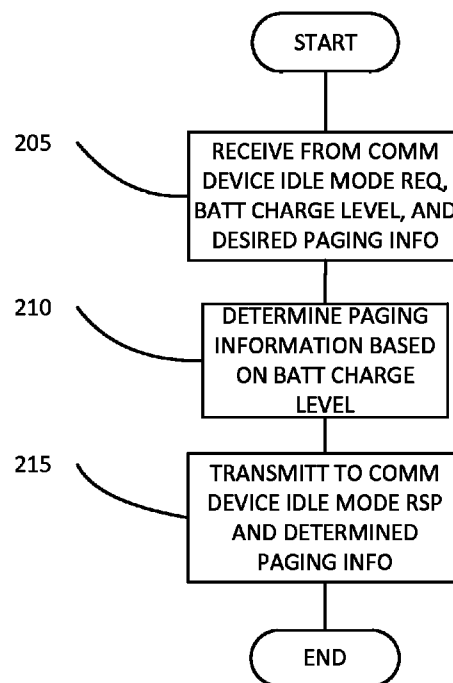 START
205
RECEIVE FROM COMM
DEVICE IDLE MODE REQ,
BATT CHARGE LEVEL, AND
DESIRED PAGING INFO
210
DETERMINE PAGING
INFORMATION BASED
ON BATT CHARGE
LEVEL
215
TRANSMITT TO COMM
DEVICE IDLE MODE RSP
AND DETERMINED
PAGING INFO
END